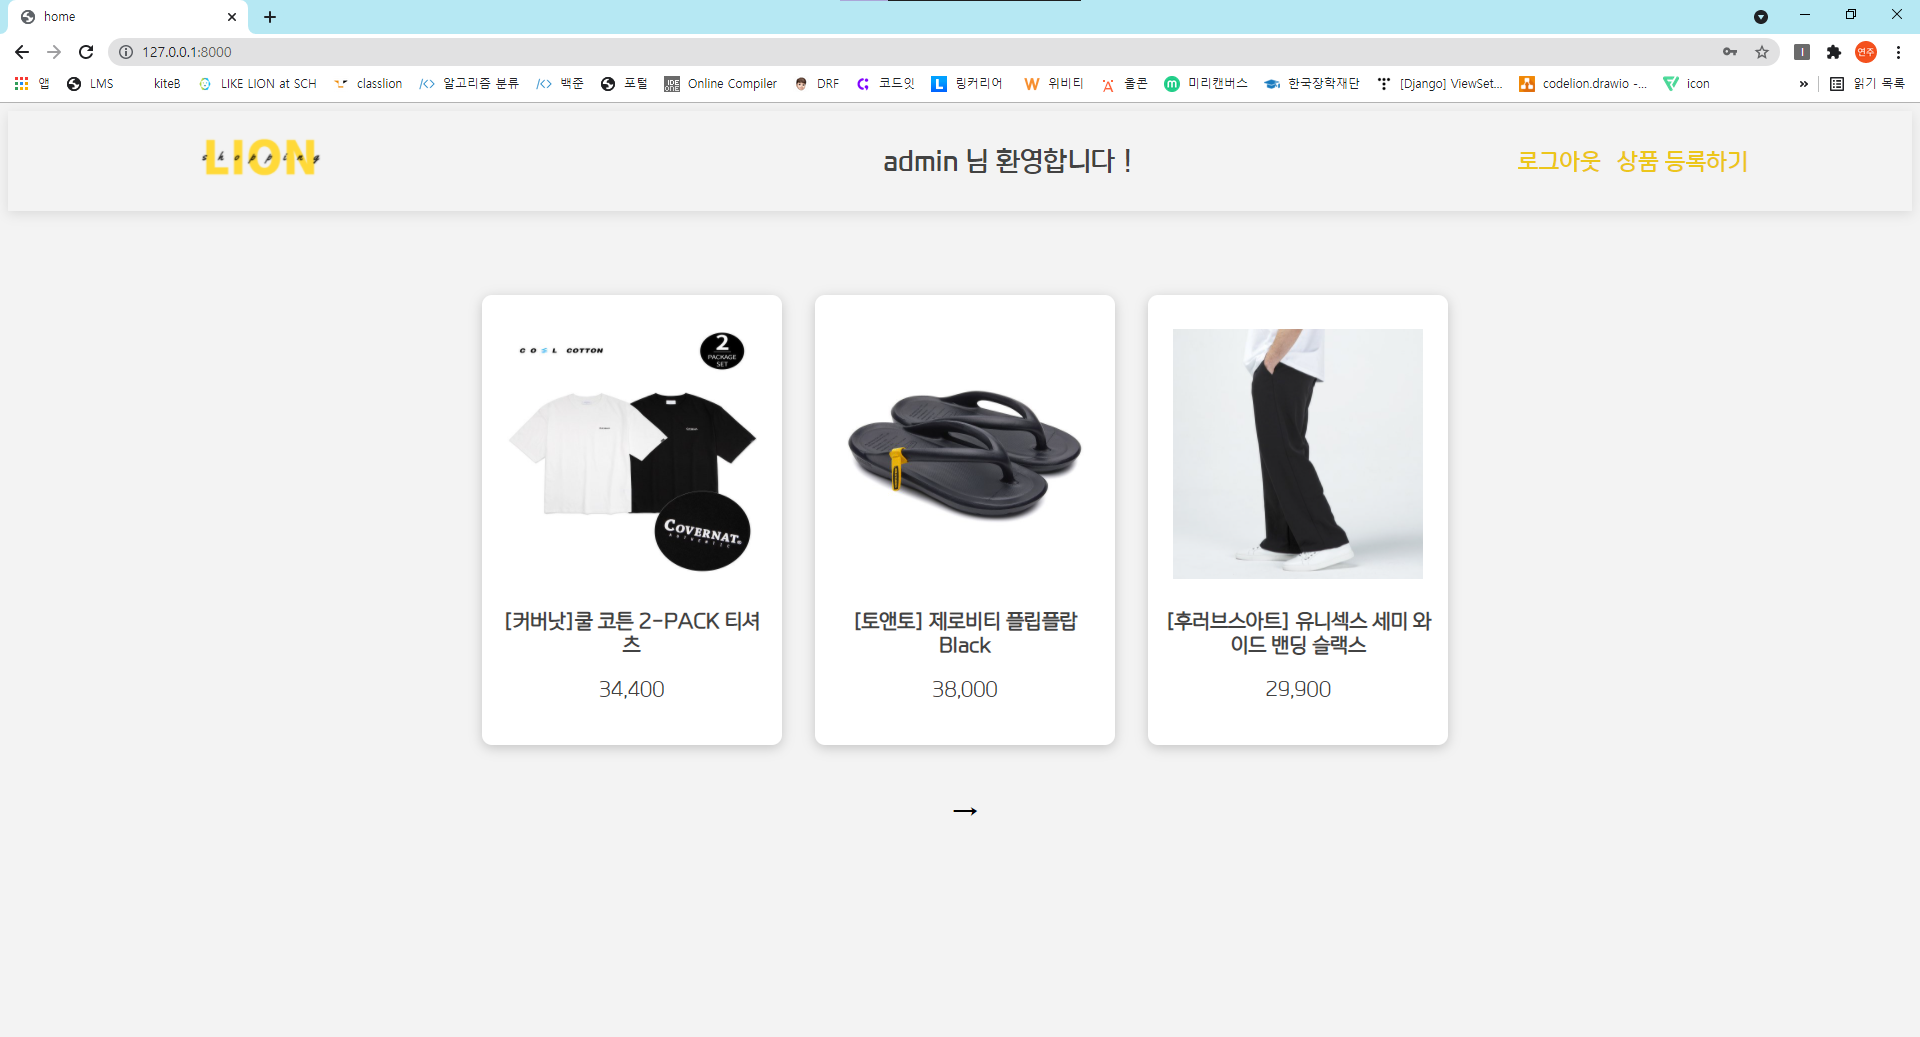 home
127.0.0.1:8000
연주
앱 LMS kiteB LIKE LION at SCH classlion 알고리즘 분류 백준 포털 Online Compiler DRF 코드잇 링커리어 위비티 올콘 미리캔버스 한국장학재단 [Django] ViewSet... codelion.drawio -... icon » 읽기 목록
LION
shopping
admin 님 환영합니다 !
로그아웃 상품 등록하기
COOL COTTON
2
PACKAGE
SET
COVERNAT
AUTHENTIC
[커버낫]쿨 코튼 2-PACK 티셔
츠
34,400
[토앤토] 제로비티 플립플랍
Black
38,000
[후러브스아트] 유니섹스 세미 와
이드 밴딩 슬랙스
29,900
→